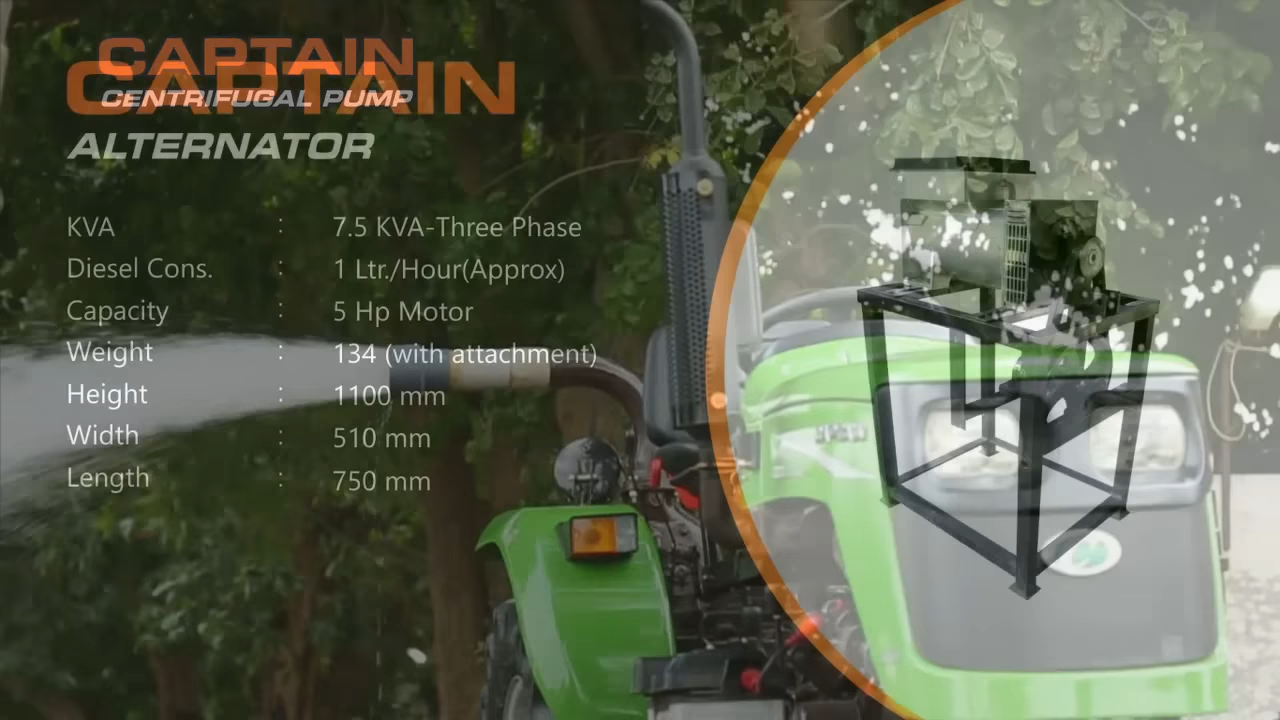 CAPTAIN
CENTRIFUGAL PUMP
CAPTAIN
ALTERNATOR
KVA : 7.5 KVA-Three Phase
Diesel Cons. : 1 Ltr./Hour(Approx)
Capacity : 5 Hp Motor
Weight : 134 (with attachment)
Height : 1100 mm
Width : 510 mm
Length : 750 mm